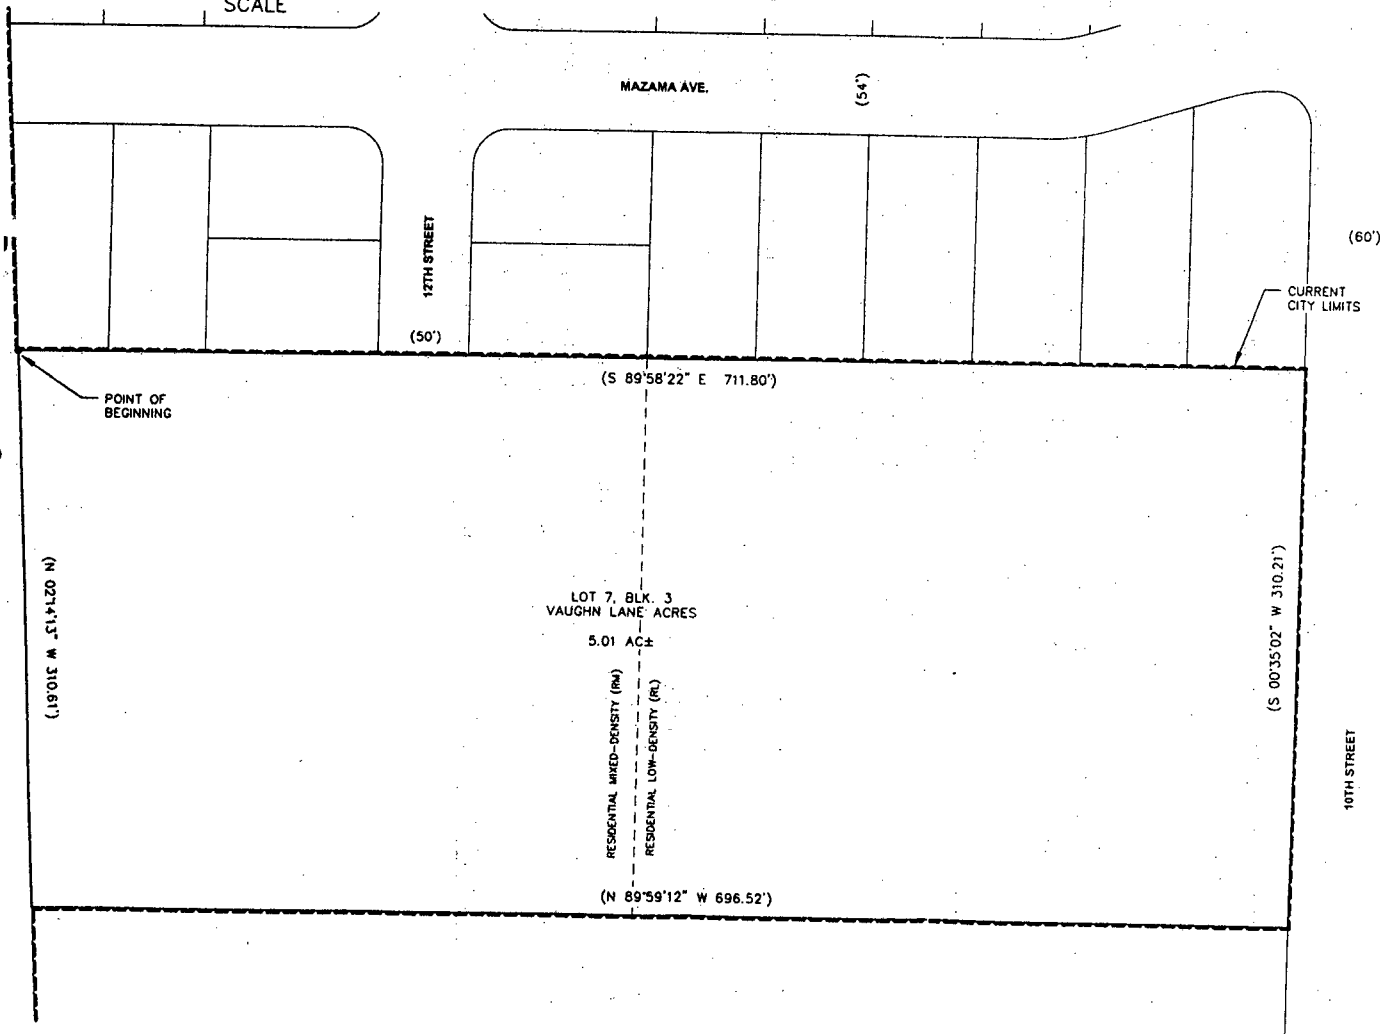 SCALE
MAZAMA AVE.
(54')
12TH STREET
(50')
(60')
CURRENT
CITY LIMITS
(S 89°58'22" E 711.80')
POINT OF
BEGINNING
(N 02°14'13" W 310.61')
LOT 7, BLK. 3
VAUGHN LANE ACRES
5.01 AC±
(S 00°35'02" W 310.21')
RESIDENTIAL MIXED-DENSITY (RM)
RESIDENTIAL LOW-DENSITY (RL)
10TH STREET
(N 89°59'12" W 696.52')